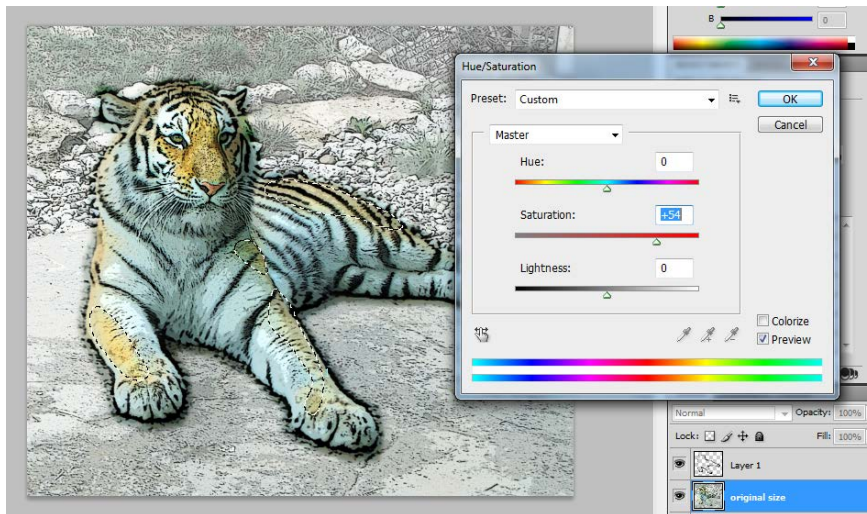 B 0
Hue/Saturation
Preset: Custom
OK
Cancel
Master
Hue: 0
Saturation: +54
Lightness: 0
Colorize
Preview
Normal Opacity: 100%
Lock: Fill: 100%
Layer 1
original size